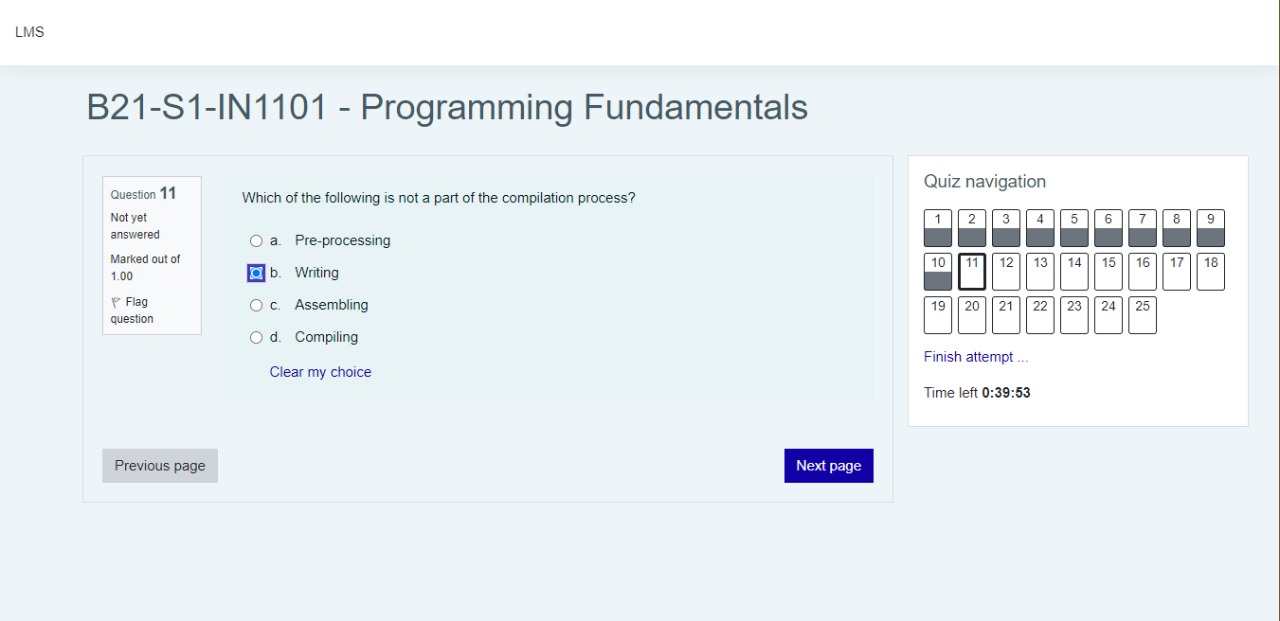 LMS
B21-S1-IN1101 - Programming Fundamentals
Question 11
Not yet
answered
Marked out of
1.00
Flag
question
Which of the following is not a part of the compilation process?
a. Pre-processing
b. Writing
c. Assembling
d. Compiling
Clear my choice
Previous page
Next page
Quiz navigation
1 2 3 4 5 6 7 8 9
10 11 12 13 14 15 16 17 18
19 20 21 22 23 24 25
Finish attempt ...
Time left 0:39:53